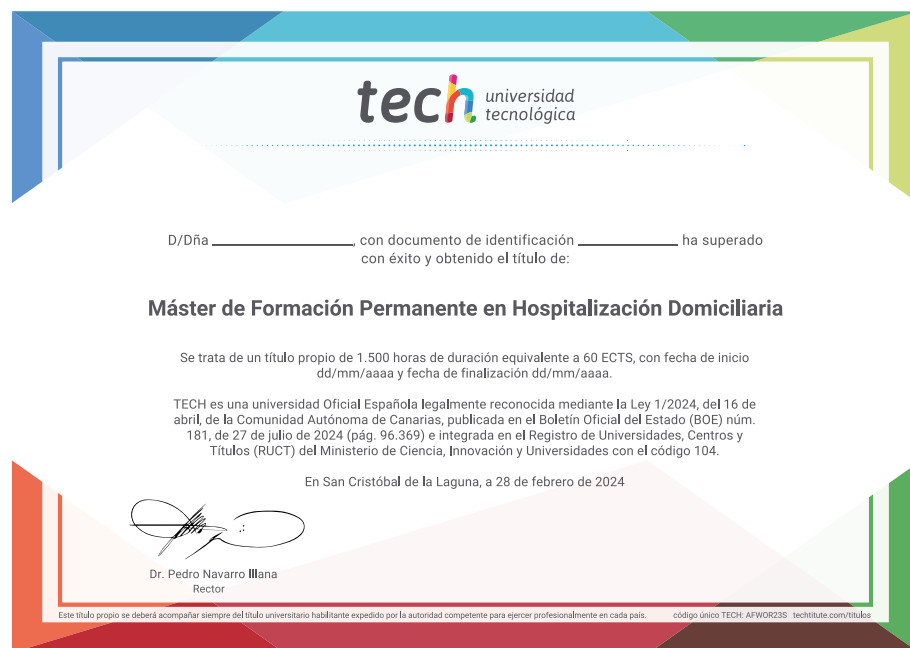 tech universidad
tecnológica
D/Dña ______________, con documento de identificación __________ ha superado
con éxito y obtenido el título de:
Máster de Formación Permanente en Hospitalización Domiciliaria
Se trata de un título propio de 1.500 horas de duración equivalente a 60 ECTS, con fecha de inicio
dd/mm/aaaa y fecha de finalización dd/mm/aaaa.
TECH es una universidad Oficial Española legalmente reconocida mediante la Ley 1/2024, del 16 de
abril, de la Comunidad Autónoma de Canarias, publicada en el Boletín Oficial del Estado (BOE) núm.
181, de 27 de julio de 2024 (pág. 96.369) e integrada en el Registro de Universidades, Centros y
Títulos (RUCT) del Ministerio de Ciencia, Innovación y Universidades con el código 104.
En San Cristóbal de la Laguna, a 28 de febrero de 2024
Dr. Pedro Navarro Illana
Rector
Este título propio se deberá acompañar siempre del título universitario habilitante expedido por la autoridad competente para ejercer profesionalmente en cada país. código único TECH: AFWOR23S techtitute.com/titulos